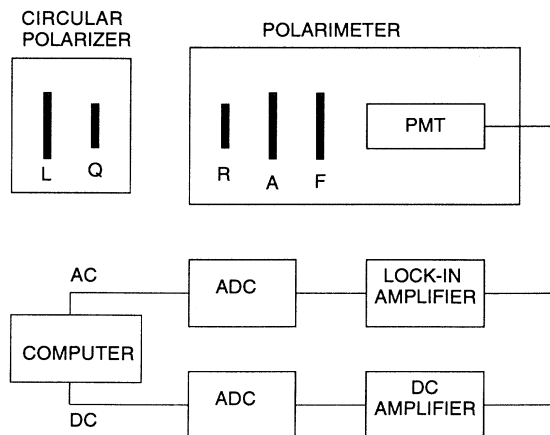 CIRCULAR
POLARIZER
POLARIMETER
L
Q
R
A
F
PMT
AC
ADC
LOCK-IN
AMPLIFIER
COMPUTER
DC
ADC
DC
AMPLIFIER